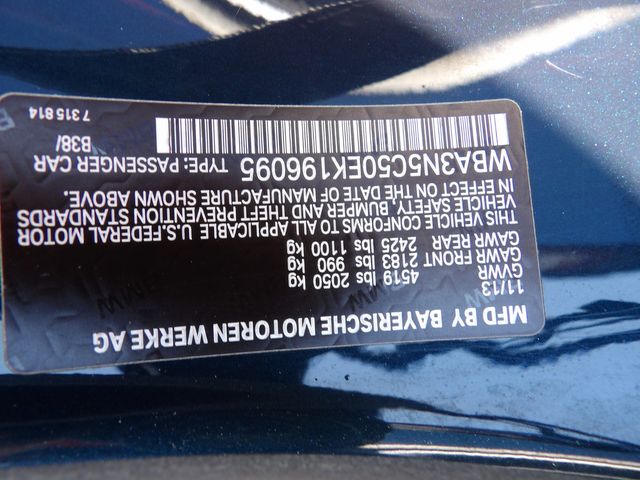 MFD BY BAYERISCHE MOTOREN WERKE AG
11/13
GVWR 4519 lbs 2050 kg
GAWR FRONT 2183 lbs 990 kg
GAWR REAR 2425 lbs 1100 kg
THIS VEHICLE CONFORMS TO ALL APPLICABLE U.S.FEDERAL MOTOR
VEHICLE SAFETY, BUMPER AND THEFT PREVENTION STANDARDS
IN EFFECT ON THE DATE OF MANUFACTURE SHOWN ABOVE.
WBA3N5C50EK196095 TYPE: PASSENGER CAR
B38/
7315814